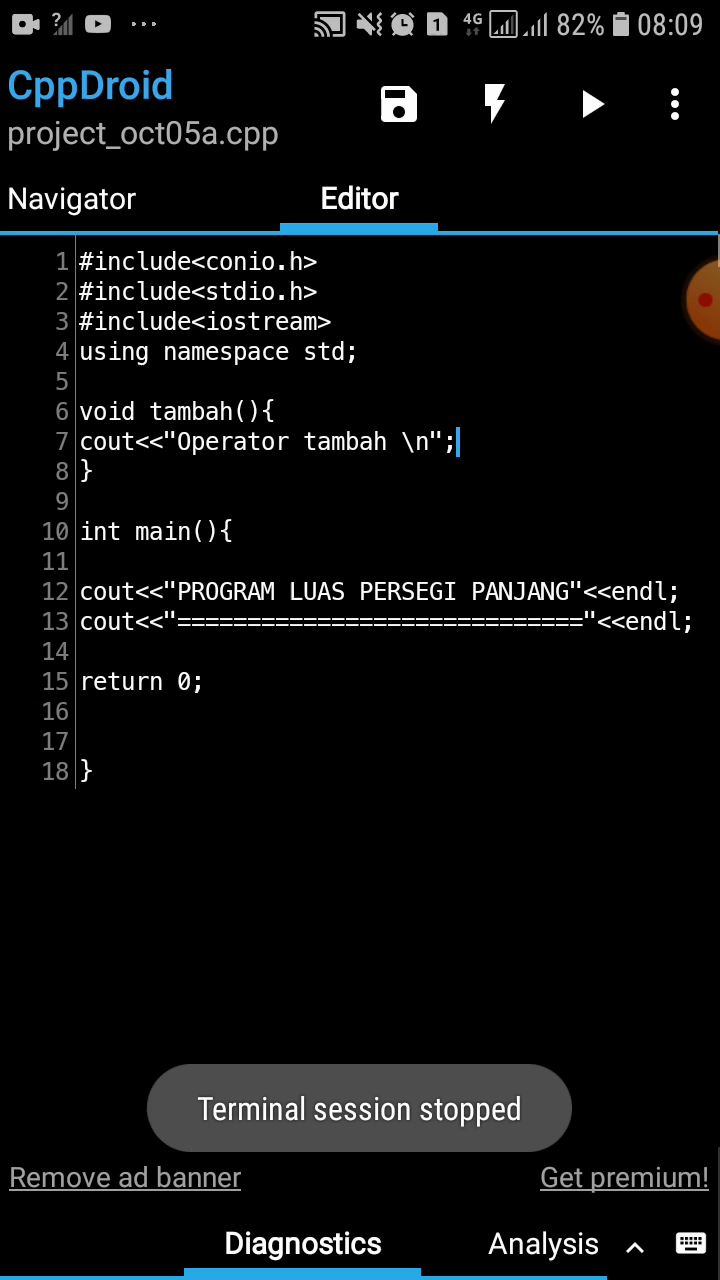 ? 1 4G 82% 08:09
CppDroid
project_oct05a.cpp
Navigator Editor
1 #include<conio.h>
2 #include<stdio.h>
3 #include<iostream>
4 using namespace std;
5
6 void tambah(){
7 cout<<"Operator tambah \n";
8 }
9
10 int main(){
11
12 cout<<"PROGRAM LUAS PERSEGI PANJANG"<<endl;
13 cout<<"============================="<<endl;
14
15 return 0;
16
17
18 }
Terminal session stopped
Remove ad banner Get premium!
Diagnostics Analysis